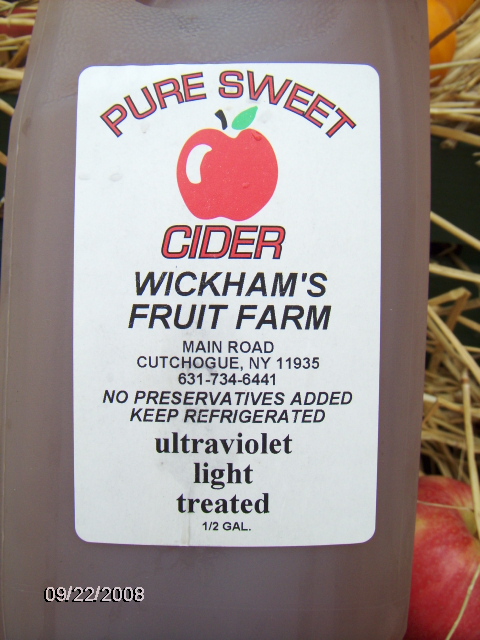 PURE SWEET
CIDER
WICKHAM'S
FRUIT FARM
MAIN ROAD
CUTCHOGUE, NY 11935
631-734-6441
NO PRESERVATIVES ADDED
KEEP REFRIGERATED
ultraviolet
light
treated
1/2 GAL.
09/22/2008